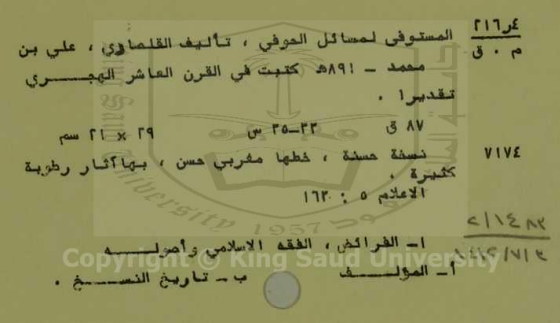 ٢١٦ر٤
م ٠ ق
المستوفى لمسائل الحوفي ، تأليف القلصادي ، علي بن
محمد - ٨٩١هـ كتبت في القرن العاشر الهجري
تقديرا .
٨٧ ق ٢٣-٢٥ س ٢٩ × ٢١ سم
٧١٧٤ نسخة حسنة ، خطها مغربي حسن ، بها آثار رطوبة
كثيرة .
الاعلام ٥ : ١٦٣
١- الفرائض ، الفقه الاسلامي وأصوله
أ- المؤلف ب - تاريخ النسخ .
Copyright © King Saud University
1957